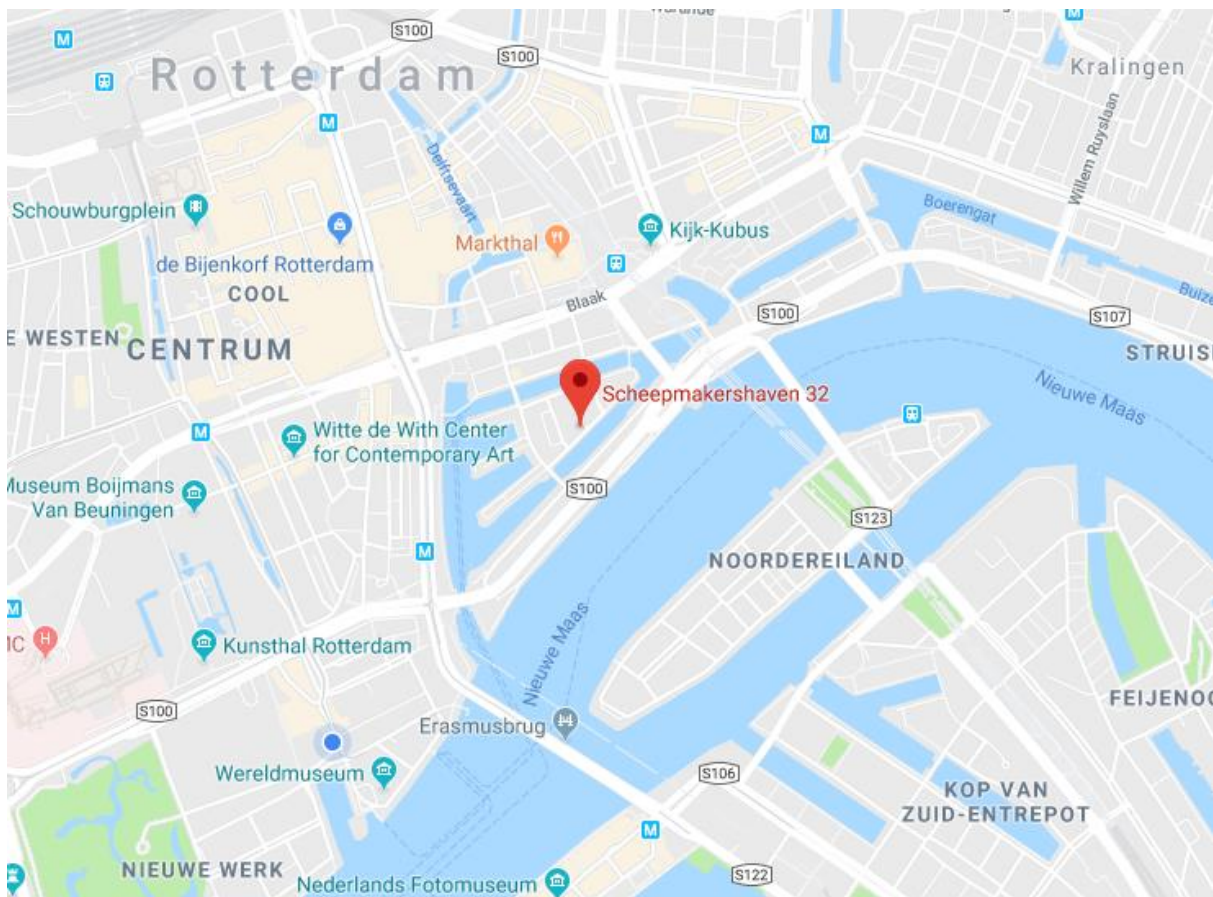 S100
S100
M
Rotterdam
Kralingen
M
M
Willem Ruyslaan
Delftsevaart
Schouwburgplein
Boerengat
Kijk-Kubus
Markthal
de Bijenkorf Rotterdam
COOL
Blaak
S100
S107
E WESTEN
CENTRUM
STRUIS
Scheepmakershaven 32
Nieuwe Maas
M
Witte de With Center
for Contemporary Art
Museum Boijmans
Van Beuningen
S100
S123
M
NOORDEREILAND
M
Nieuwe Maas
MC
H
Kunsthal Rotterdam
S100
FEIJENOO
Erasmusbrug
Wereldmuseum
S106
KOP VAN
ZUID-ENTREPOT
M
NIEUWE WERK
Nederlands Fotomuseum
S122